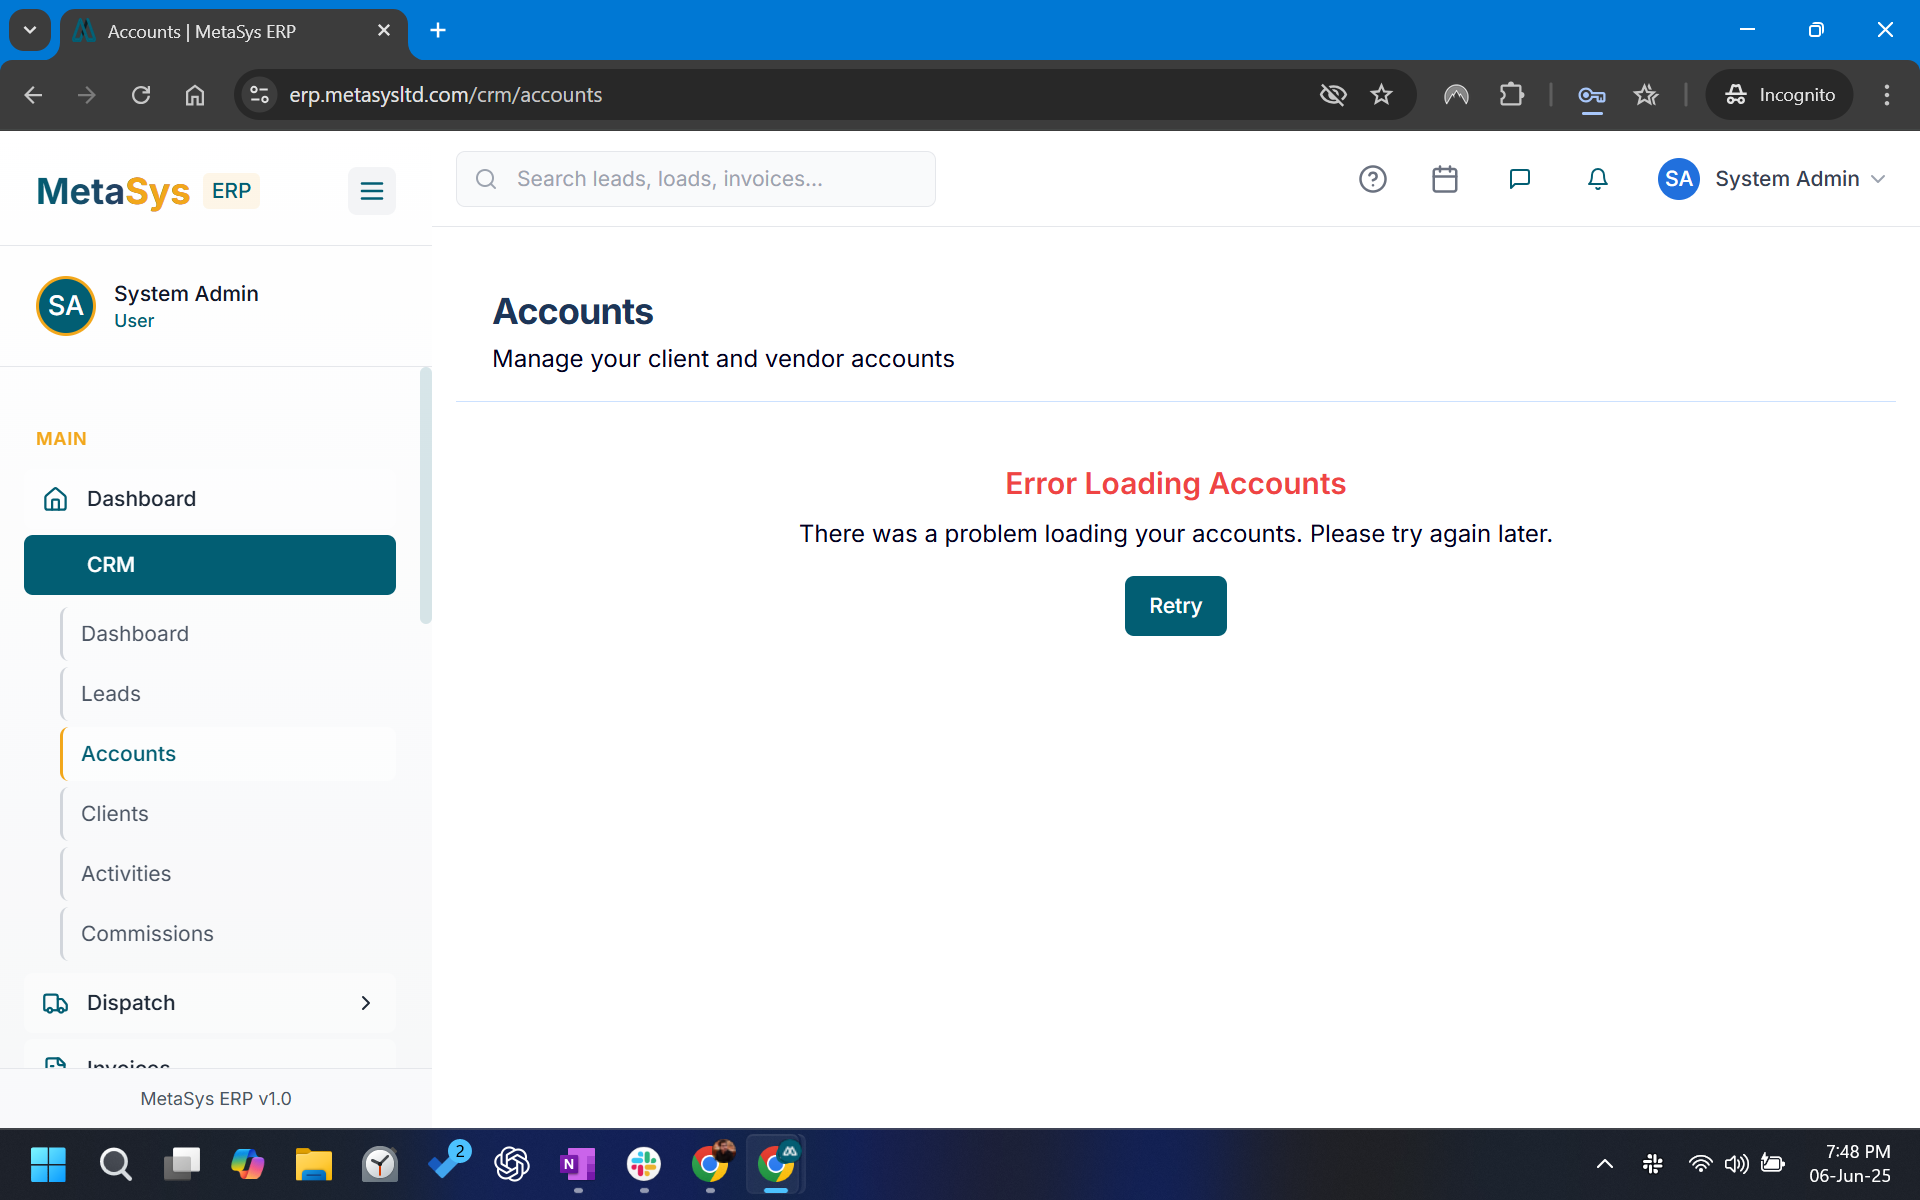 Accounts | MetaSys ERP
erp.metasysltd.com/crm/accounts
Incognito
MetaSys ERP
Search leads, loads, invoices...
SA System Admin
SA
System Admin
User
Accounts
Manage your client and vendor accounts
MAIN
Dashboard
CRM
Dashboard
Leads
Accounts
Clients
Activities
Commissions
Dispatch
Invoices
MetaSys ERP v1.0
Error Loading Accounts
There was a problem loading your accounts. Please try again later.
Retry
2
N
7:48 PM
06-Jun-25